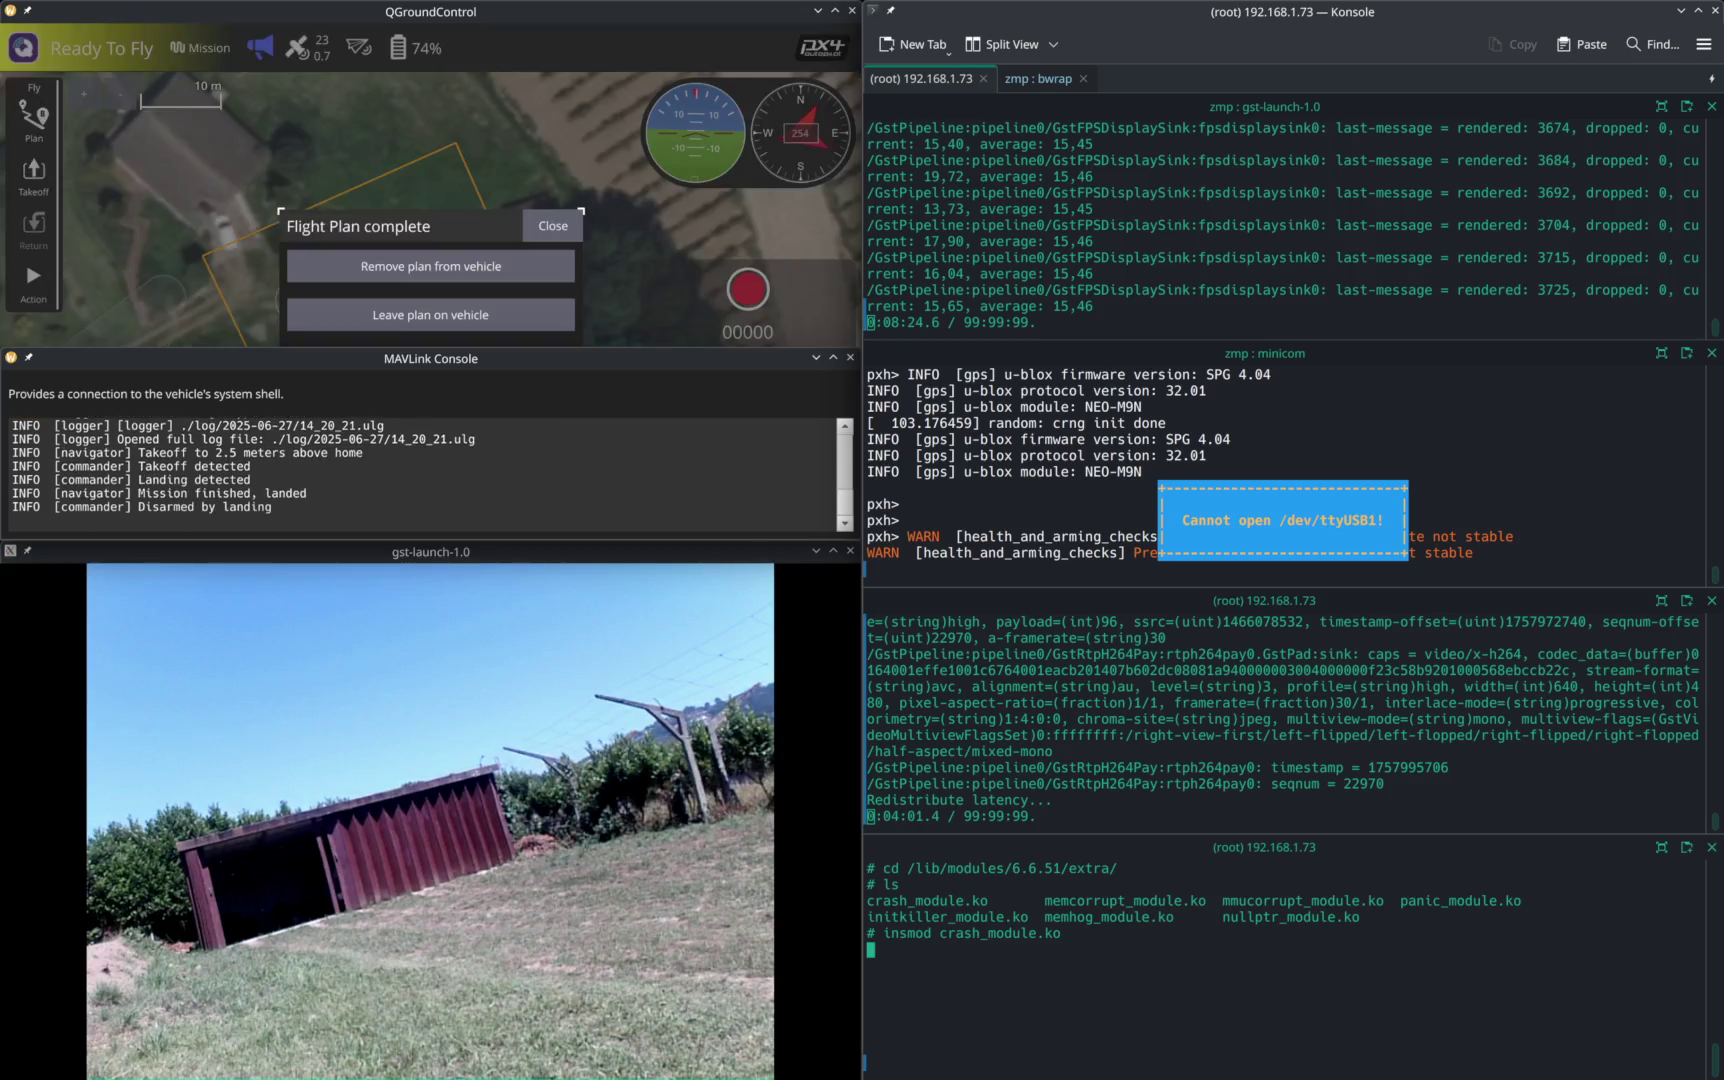 QGroundControl
Ready To Fly
Mission
23
0.7
74%
px4
Fly
Plan
Takeoff
Return
Action
+ -
10 m
10 10
-10 -10
N
W 254 E
S
Flight Plan complete
Close
Remove plan from vehicle
Leave plan on vehicle
00000
MAVLink Console
Provides a connection to the vehicle's system shell.
INFO [logger] [logger] ./log/2025-06-27/14_20_21.ulg
INFO [logger] Opened full log file: ./log/2025-06-27/14_20_21.ulg
INFO [navigator] Takeoff to 2.5 meters above home
INFO [commander] Takeoff detected
INFO [commander] Landing detected
INFO [navigator] Mission finished, landed
INFO [commander] Disarmed by landing
gst-launch-1.0
(root) 192.168.1.73 — Konsole
New Tab
Split View
Copy
Paste
Find...
(root) 192.168.1.73
zmp : bwrap
zmp : gst-launch-1.0
/GstPipeline:pipeline0/GstFPSDisplaySink:fpsdisplaysink0: last-message = rendered: 3674, dropped: 0, cu
rrent: 15,40, average: 15,45
/GstPipeline:pipeline0/GstFPSDisplaySink:fpsdisplaysink0: last-message = rendered: 3684, dropped: 0, cu
rrent: 19,72, average: 15,46
/GstPipeline:pipeline0/GstFPSDisplaySink:fpsdisplaysink0: last-message = rendered: 3692, dropped: 0, cu
rrent: 13,73, average: 15,45
/GstPipeline:pipeline0/GstFPSDisplaySink:fpsdisplaysink0: last-message = rendered: 3704, dropped: 0, cu
rrent: 17,90, average: 15,46
/GstPipeline:pipeline0/GstFPSDisplaySink:fpsdisplaysink0: last-message = rendered: 3715, dropped: 0, cu
rrent: 16,04, average: 15,46
/GstPipeline:pipeline0/GstFPSDisplaySink:fpsdisplaysink0: last-message = rendered: 3725, dropped: 0, cu
rrent: 15,65, average: 15,46
0:08:24.6 / 99:99:99.
zmp : minicom
pxh> INFO [gps] u-blox firmware version: SPG 4.04
INFO [gps] u-blox protocol version: 32.01
INFO [gps] u-blox module: NEO-M9N
[ 103.176459] random: crng init done
INFO [gps] u-blox firmware version: SPG 4.04
INFO [gps] u-blox protocol version: 32.01
INFO [gps] u-blox module: NEO-M9N
pxh>
pxh>
Cannot open /dev/ttyUSB1!
pxh> WARN [health_and_arming_checks te not stable
WARN [health_and_arming_checks] Pre t stable
(root) 192.168.1.73
e=(string)high, payload=(int)96, ssrc=(uint)1466078532, timestamp-offset=(uint)1757972740, seqnum-offse
t=(uint)22970, a-framerate=(string)30
/GstPipeline:pipeline0/GstRtpH264Pay:rtph264pay0.GstPad:sink: caps = video/x-h264, codec_data=(buffer)0
164001effe1001c6764001eacb201407b602dc08081a940000003004000000f23c58b9201000568ebccb22c, stream-format=
(string)avc, alignment=(string)au, level=(string)3, profile=(string)high, width=(int)640, height=(int)4
80, pixel-aspect-ratio=(fraction)1/1, framerate=(fraction)30/1, interlace-mode=(string)progressive, col
orimetry=(string)1:4:0:0, chroma-site=(string)jpeg, multiview-mode=(string)mono, multiview-flags=(GstVi
deoMultiviewFlagsSet)0:ffffffff:/right-view-first/left-flipped/left-flopped/right-flipped/right-flopped
/half-aspect/mixed-mono
/GstPipeline:pipeline0/GstRtpH264Pay:rtph264pay0: timestamp = 1757995706
/GstPipeline:pipeline0/GstRtpH264Pay:rtph264pay0: seqnum = 22970
Redistribute latency...
0:04:01.4 / 99:99:99.
(root) 192.168.1.73
# cd /lib/modules/6.6.51/extra/
# ls
crash_module.ko memcorrupt_module.ko mmucorrupt_module.ko panic_module.ko
initkiller_module.ko memhog_module.ko nullptr_module.ko
# insmod crash_module.ko